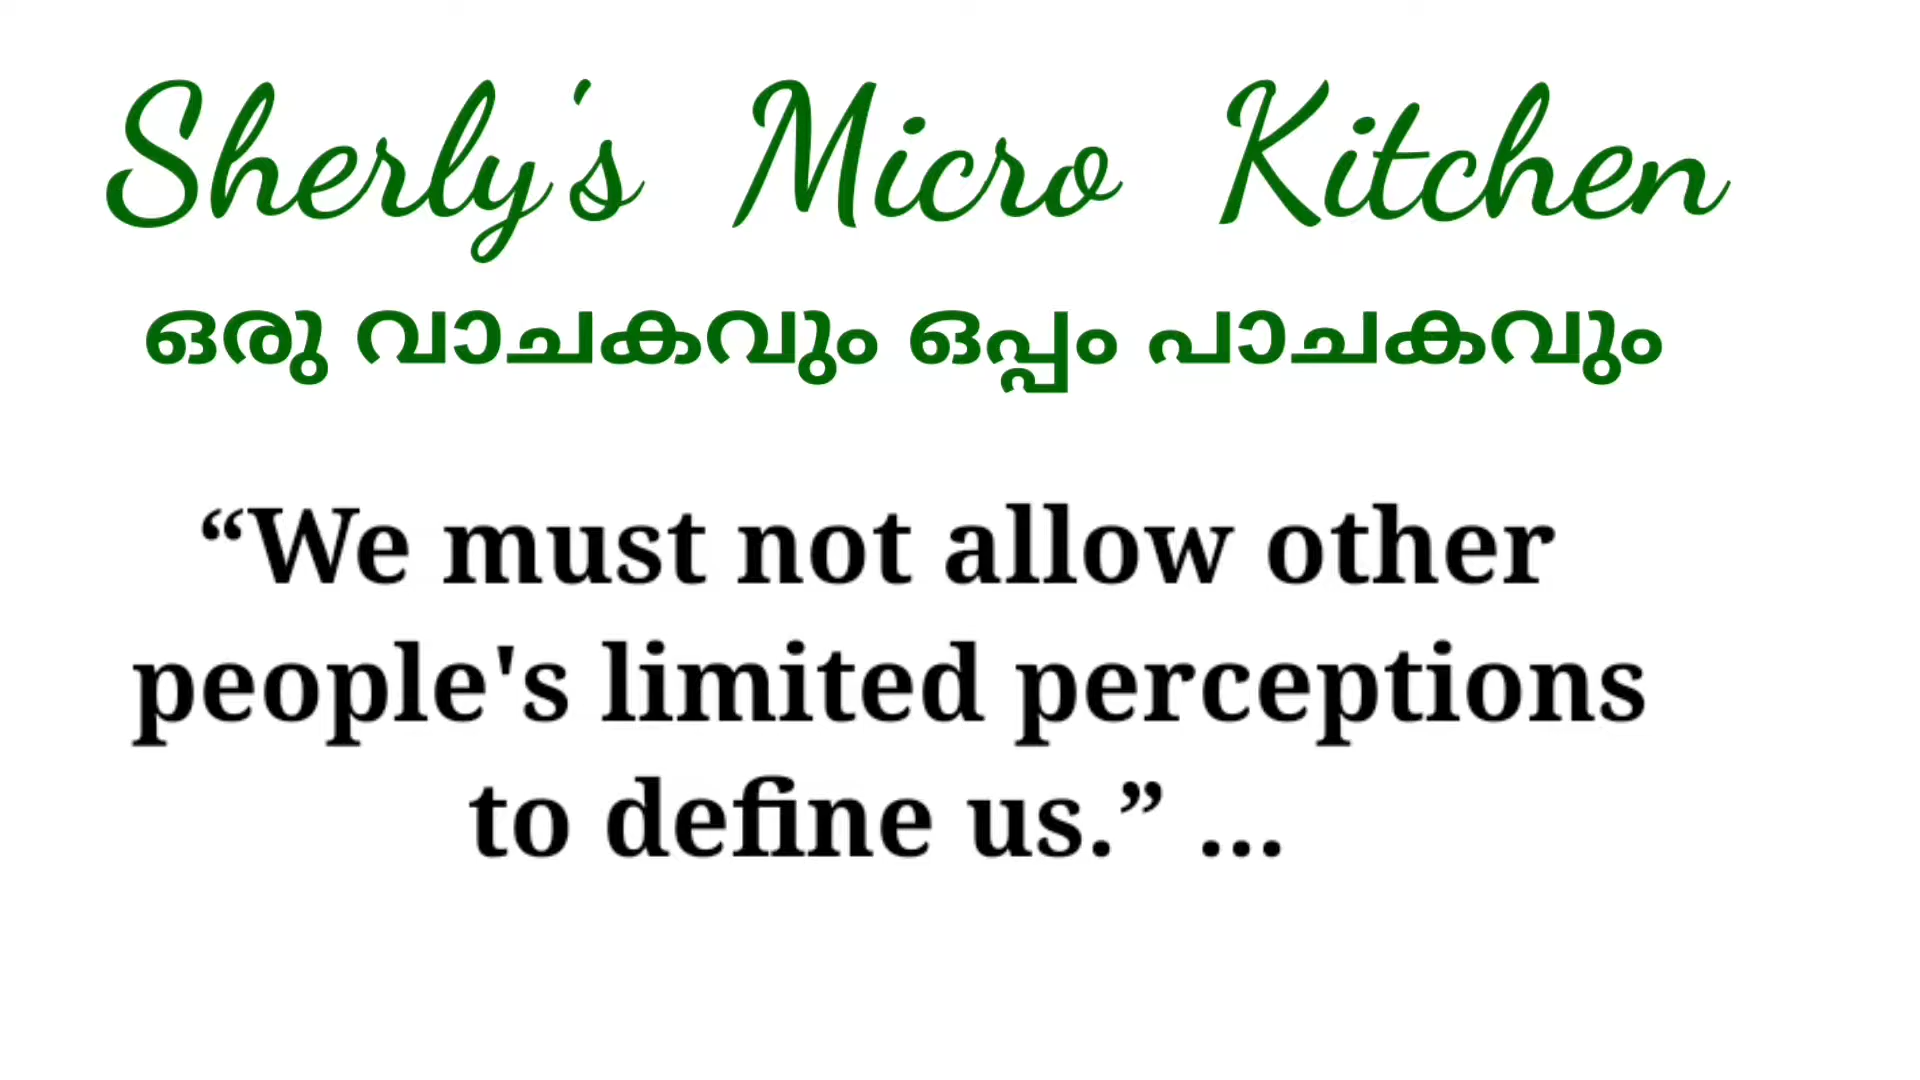 Sherly's Micro Kitchen
ഒരു വാചകവും ഒപ്പം പാചകവും
“We must not allow other
people's limited perceptions
to define us.” ...